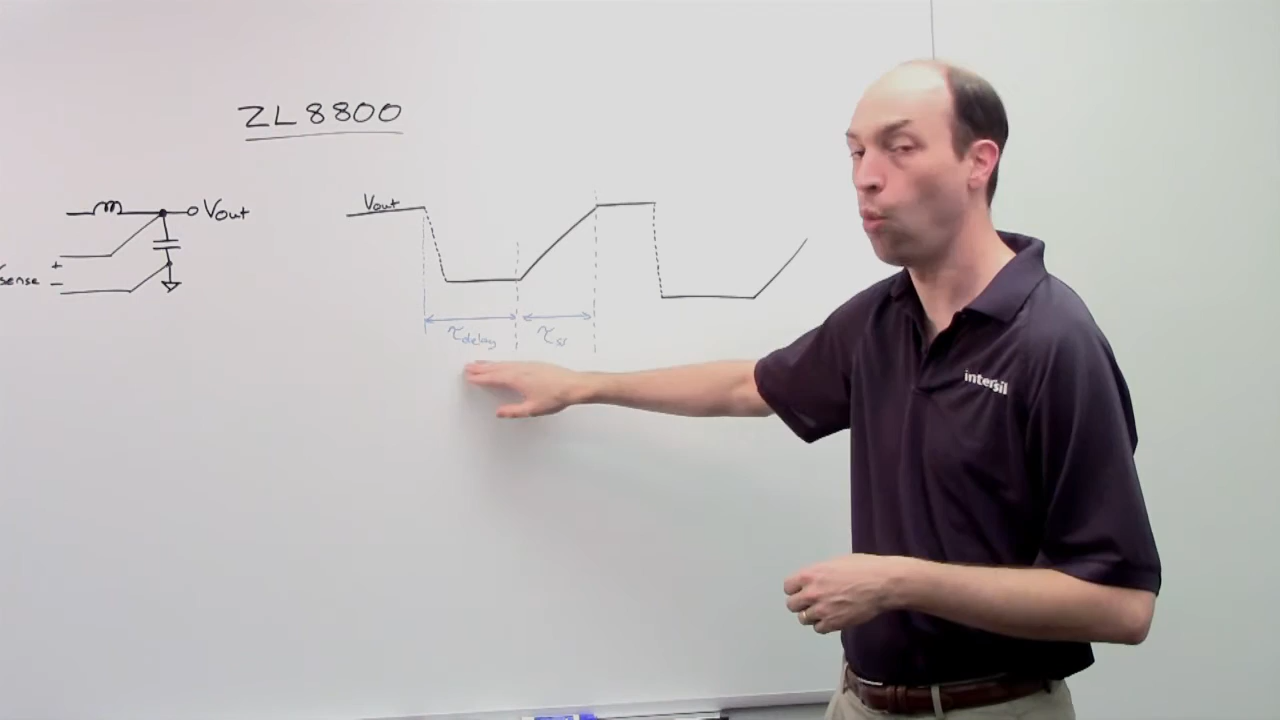 ZL8800
Vout
Vout
+
sense
−
τdelay
τss
intersil